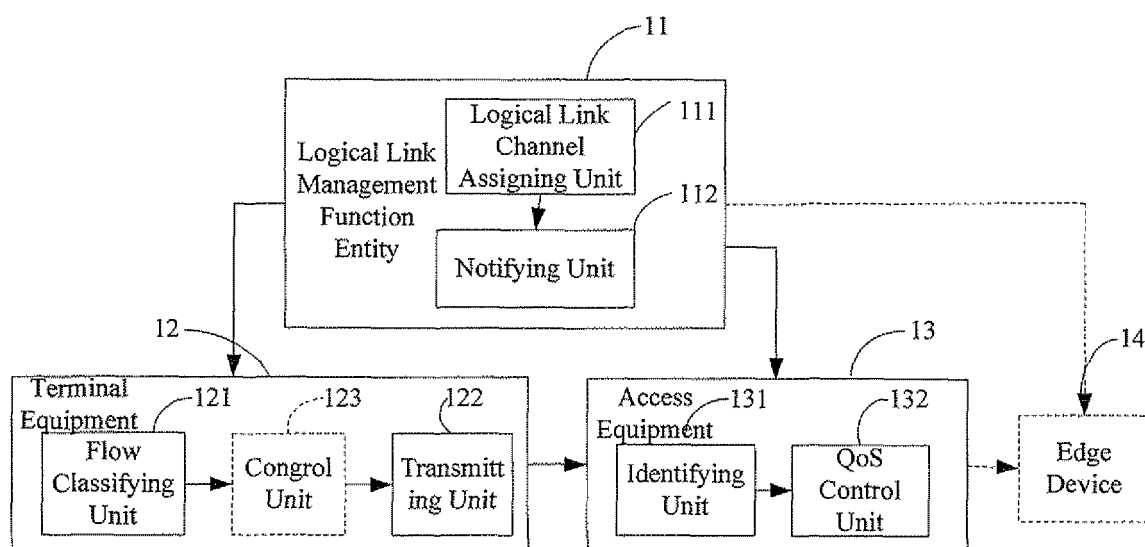 11
Logical Link
Channel
Assigning Unit
111
Logical Link
Management
Function
Entity
112
Notifying Unit
12
13
14
Terminal
Equipment
121
123
122
Flow
Classifying
Unit
Congrol
Unit
Transmitt
ing Unit
Access
Equipment
131
132
Identifying
Unit
QoS
Control
Unit
Edge
Device